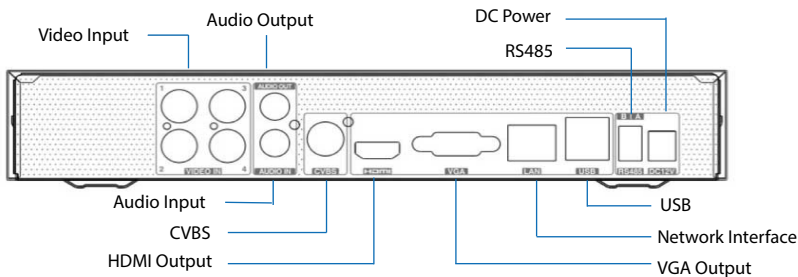 DC Power
Audio Output
Video Input
RS485
1
3
AUDIO OUT
B I A
2
VIDEO IN
4
AUDIO IN
CVBS
HDMI
VGA
LAN
USB
RS485
DC12V
Audio Input
USB
CVBS
Network Interface
HDMI Output
VGA Output